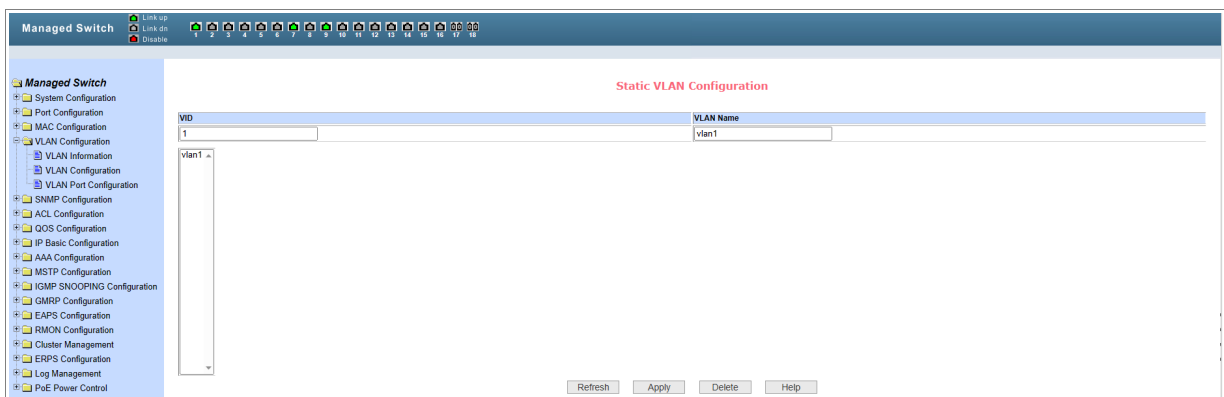 Managed Switch
Link up
Link dn
Disable
1 2 3 4 5 6 7 8 9 10 11 12 13 14 15 16 17 18
Managed Switch
System Configuration
Port Configuration
MAC Configuration
VLAN Configuration
VLAN Information
VLAN Configuration
VLAN Port Configuration
SNMP Configuration
ACL Configuration
QOS Configuration
IP Basic Configuration
AAA Configuration
MSTP Configuration
IGMP SNOOPING Configuration
GMRP Configuration
EAPS Configuration
RMON Configuration
Cluster Management
ERPS Configuration
Log Management
PoE Power Control
Static VLAN Configuration
VID VLAN Name
1 vlan1
vlan1
Refresh Apply Delete Help